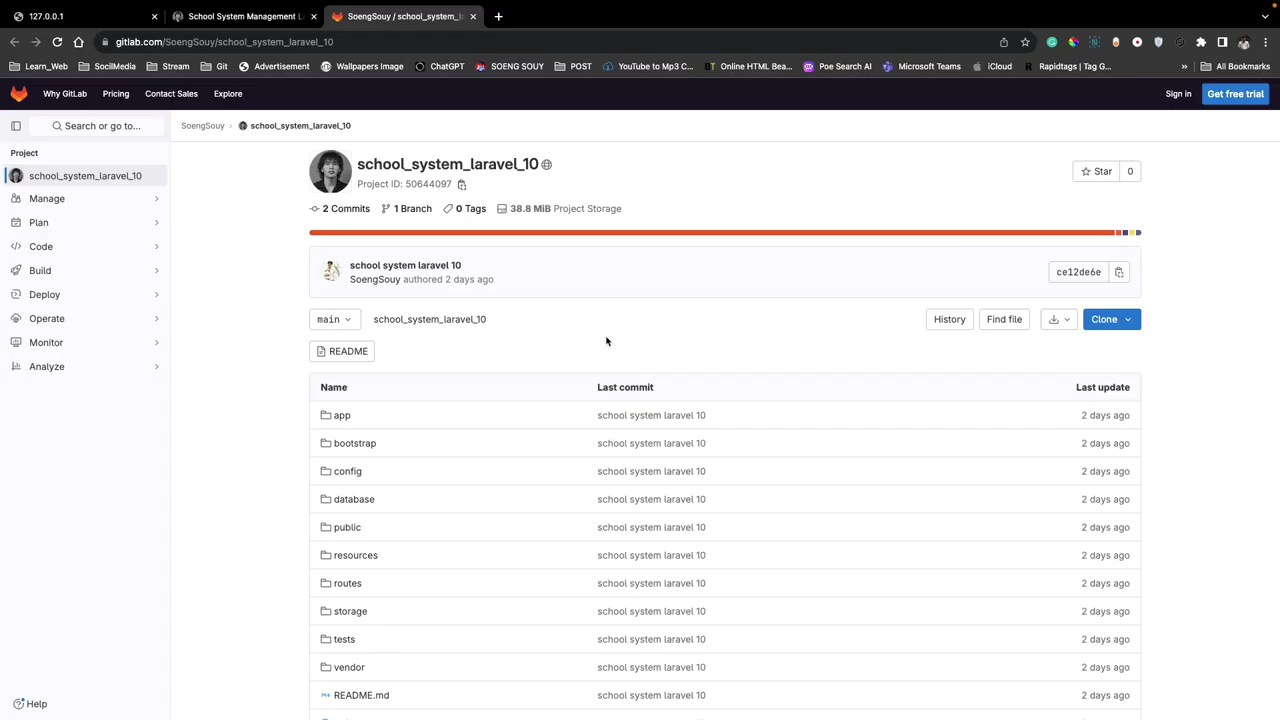 127.0.0.1
School System Management L
SoengSouy / school_system_l
gitlab.com/SoengSouy/school_system_laravel_10
Learn_Web
SocilMedia
Stream
Git
Advertisement
Wallpapers Image
ChatGPT
SOENG SOUY
POST
YouTube to Mp3 C...
Online HTML Bea...
Poe Search AI
Microsoft Teams
iCloud
Rapidtags | Tag G...
»
All Bookmarks
Why GitLab
Pricing
Contact Sales
Explore
Sign in
Get free trial
Search or go to...
SoengSouy › school_system_laravel_10
Project
school_system_laravel_10
Manage
Plan
Code
Build
Deploy
Operate
Monitor
Analyze
Help
school_system_laravel_10
Project ID: 50644097
Star 0
2 Commits
1 Branch
0 Tags
38.8 MiB Project Storage
school system laravel 10
SoengSouy authored 2 days ago
ce12de6e
main
school_system_laravel_10
History
Find file
Clone
README
Name Last commit Last update
app school system laravel 10 2 days ago
bootstrap school system laravel 10 2 days ago
config school system laravel 10 2 days ago
database school system laravel 10 2 days ago
public school system laravel 10 2 days ago
resources school system laravel 10 2 days ago
routes school system laravel 10 2 days ago
storage school system laravel 10 2 days ago
tests school system laravel 10 2 days ago
vendor school system laravel 10 2 days ago
README.md school system laravel 10 2 days ago